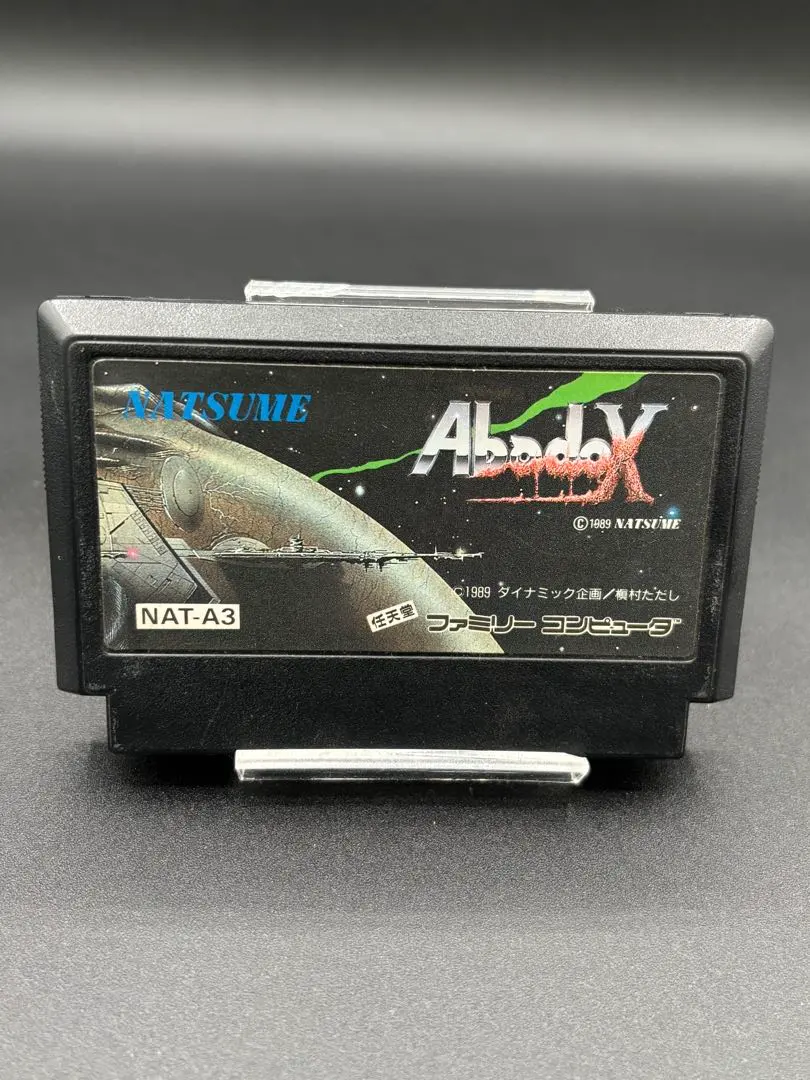 NATSUME
AbadoX
©1989 NATSUME
©1989 ダイナミック企画/槇村ただし
NAT-A3
任天堂
ファミリーコンピュータ